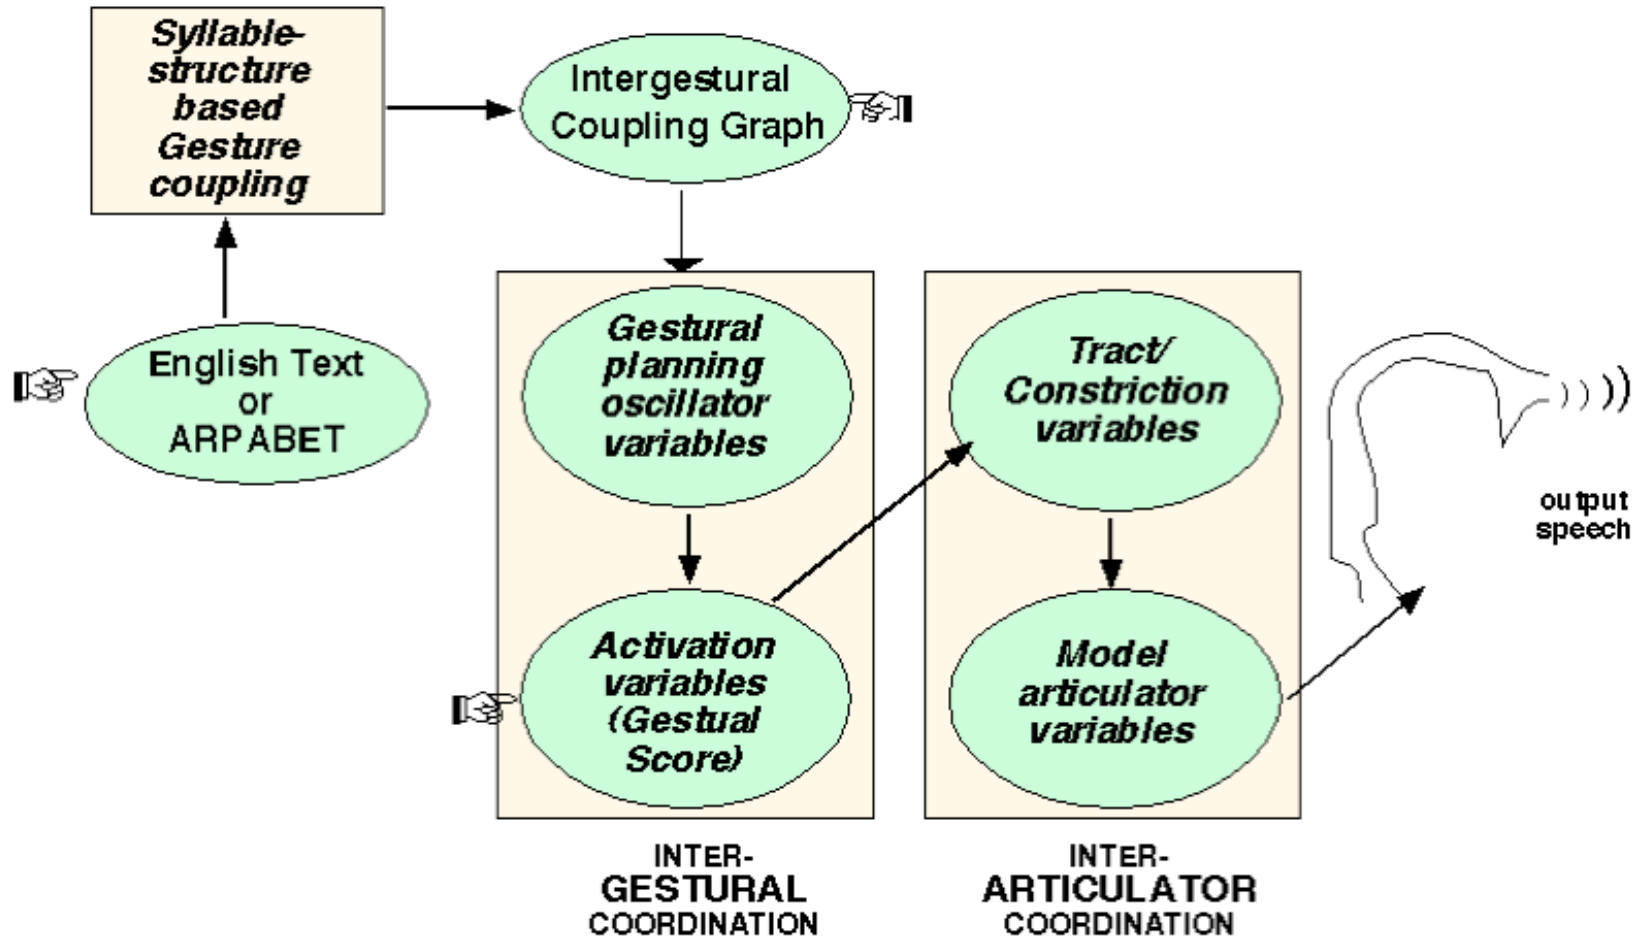 Syllable-
structure
based
Gesture
coupling
Intergestural
Coupling Graph
English Text
or
ARPABET
Gestural
planning
oscillator
variables
Activation
variables
(Gestual
Score)
INTER-
GESTURAL
COORDINATION
Tract/
Constriction
variables
Model
articulator
variables
INTER-
ARTICULATOR
COORDINATION
output
speech